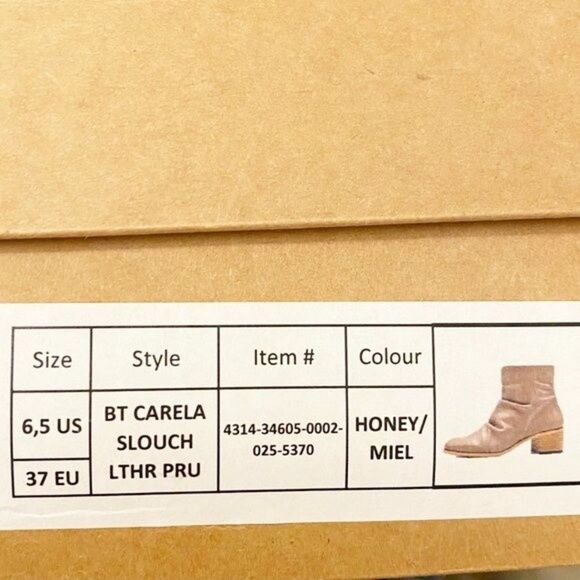 Size Style Item # Colour
6,5 US
37 EU
BT CARELA
SLOUCH
LTHR PRU
4314-34605-0002-
025-5370
HONEY/
MIEL